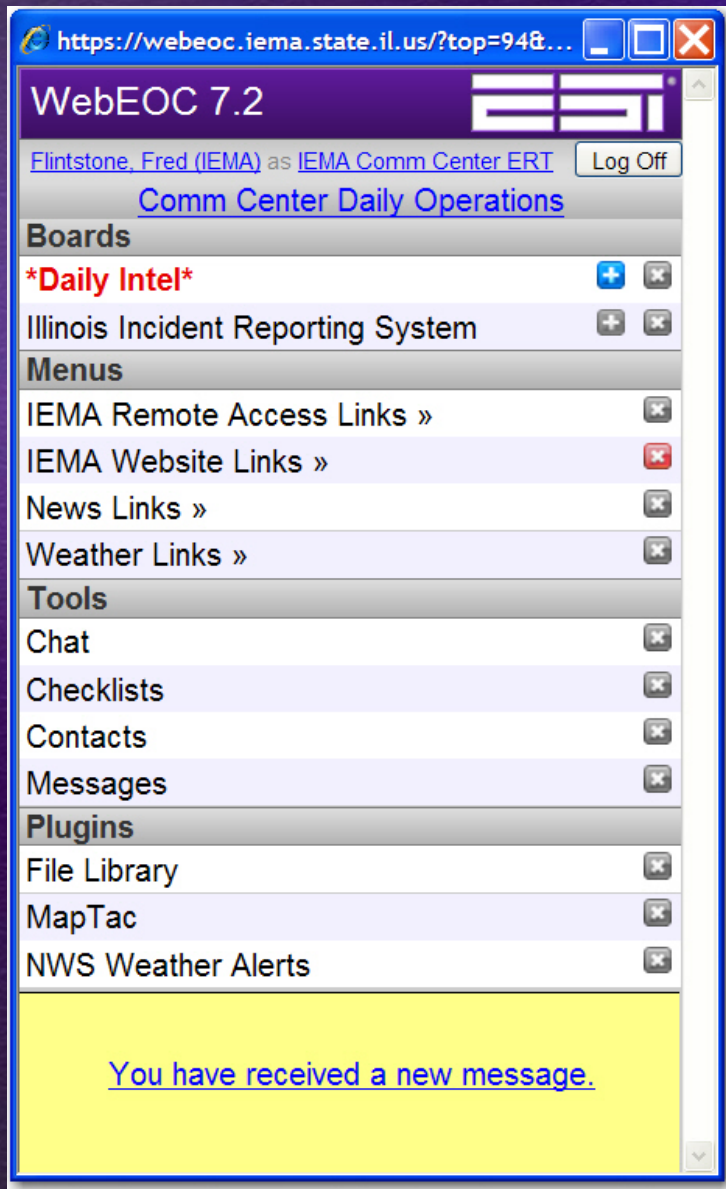 https://webeoc.iema.state.il.us/?top=94&...
WebEOC 7.2
ESi
Flintstone, Fred (IEMA) as IEMA Comm Center ERT Log Off
Comm Center Daily Operations
Boards
*Daily Intel*
Illinois Incident Reporting System
Menus
IEMA Remote Access Links »
IEMA Website Links »
News Links »
Weather Links »
Tools
Chat
Checklists
Contacts
Messages
Plugins
File Library
MapTac
NWS Weather Alerts
You have received a new message.